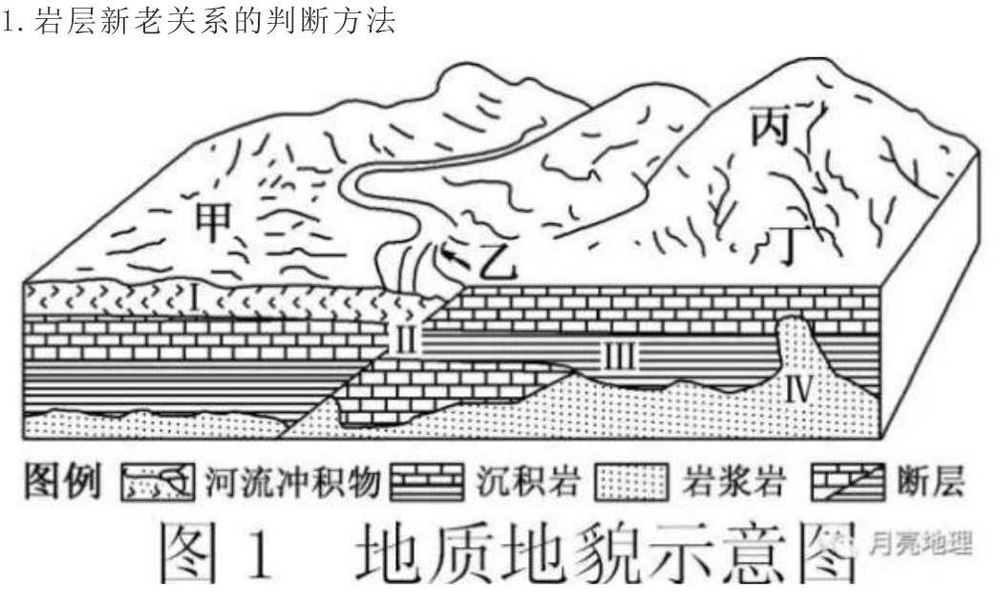 1. 岩层新老关系的判断方法
丙
甲
丁
乙
I
II
III
IV
图例 河流冲积物 沉积岩 岩浆岩 断层
图1 地质地貌示意图
月亮地理